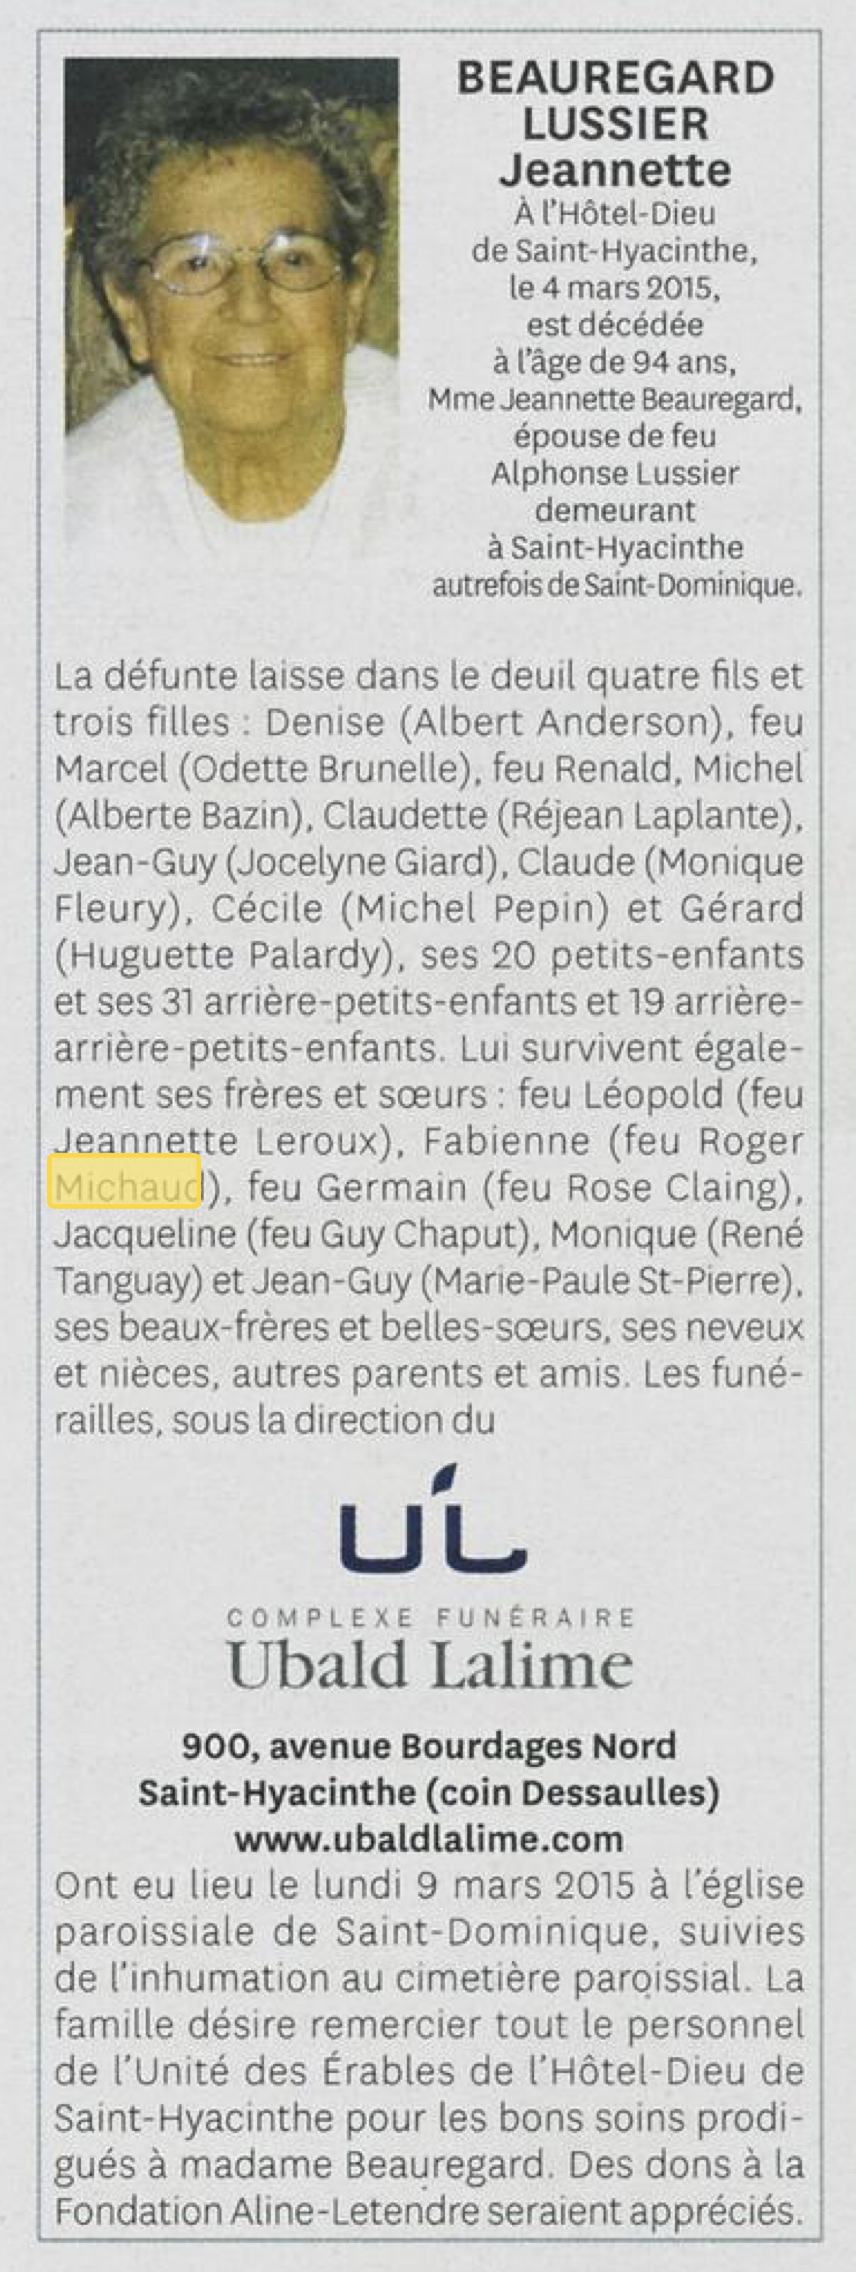 BEAUREGARD
LUSSIER
Jeannette
À l'Hôtel-Dieu
de Saint-Hyacinthe,
le 4 mars 2015,
est décédée
à l'âge de 94 ans,
Mme Jeannette Beauregard,
épouse de feu
Alphonse Lussier
demeurant
à Saint-Hyacinthe
autrefois de Saint-Dominique.
La défunte laisse dans le deuil quatre fils et
trois filles : Denise (Albert Anderson), feu
Marcel (Odette Brunelle), feu Renald, Michel
(Alberte Bazin), Claudette (Réjean Laplante),
Jean-Guy (Jocelyne Giard), Claude (Monique
Fleury), Cécile (Michel Pepin) et Gérard
(Huguette Palardy), ses 20 petits-enfants
et ses 31 arrière-petits-enfants et 19 arrière-
arrière-petits-enfants. Lui survivent égale-
ment ses frères et sœurs : feu Léopold (feu
Jeannette Leroux), Fabienne (feu Roger
Michaud), feu Germain (feu Rose Claing),
Jacqueline (feu Guy Chaput), Monique (René
Tanguay) et Jean-Guy (Marie-Paule St-Pierre),
ses beaux-frères et belles-sœurs, ses neveux
et nièces, autres parents et amis. Les funé-
railles, sous la direction du
UL
COMPLEXE FUNÉRAIRE
Ubald Lalime
900, avenue Bourdages Nord
Saint-Hyacinthe (coin Dessaulles)
www.ubaldlalime.com
Ont eu lieu le lundi 9 mars 2015 à l'église
paroissiale de Saint-Dominique, suivies
de l'inhumation au cimetière paroissial. La
famille désire remercier tout le personnel
de l'Unité des Érables de l'Hôtel-Dieu de
Saint-Hyacinthe pour les bons soins prodi-
gués à madame Beauregard. Des dons à la
Fondation Aline-Letendre seraient appréciés.